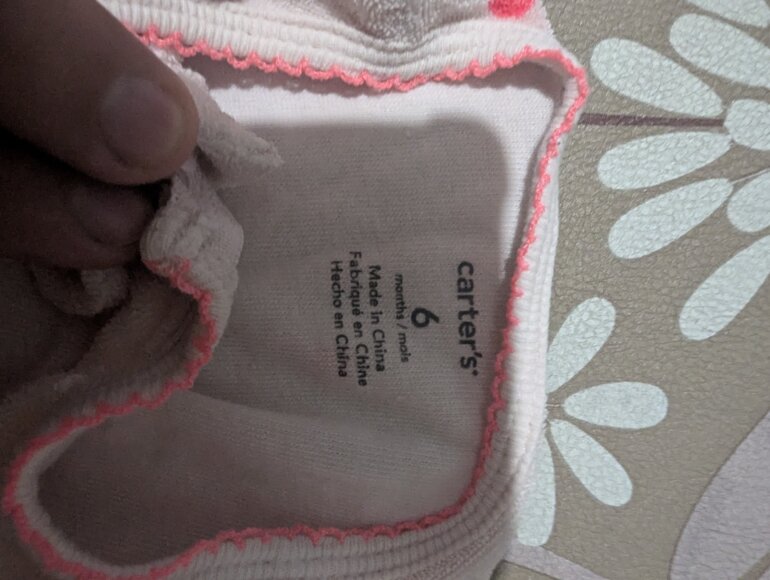 carter's
6
months / mois
Made in China
Fabriqué en Chine
Hecho en China